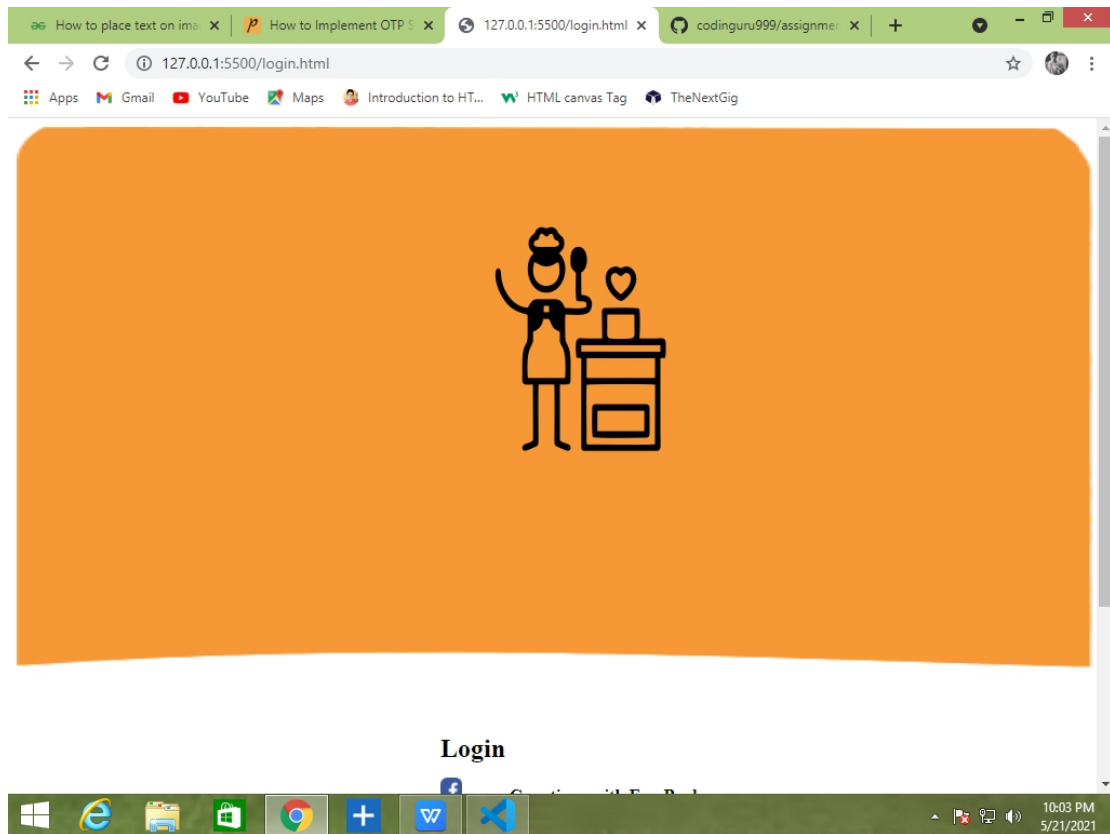 How to place text on ima
How to Implement OTP S
127.0.0.1:5500/login.html
codinguru999/assignmen
127.0.0.1:5500/login.html
Apps
Gmail
YouTube
Maps
Introduction to HT...
HTML canvas Tag
TheNextGig
Login
10:03 PM
5/21/2021